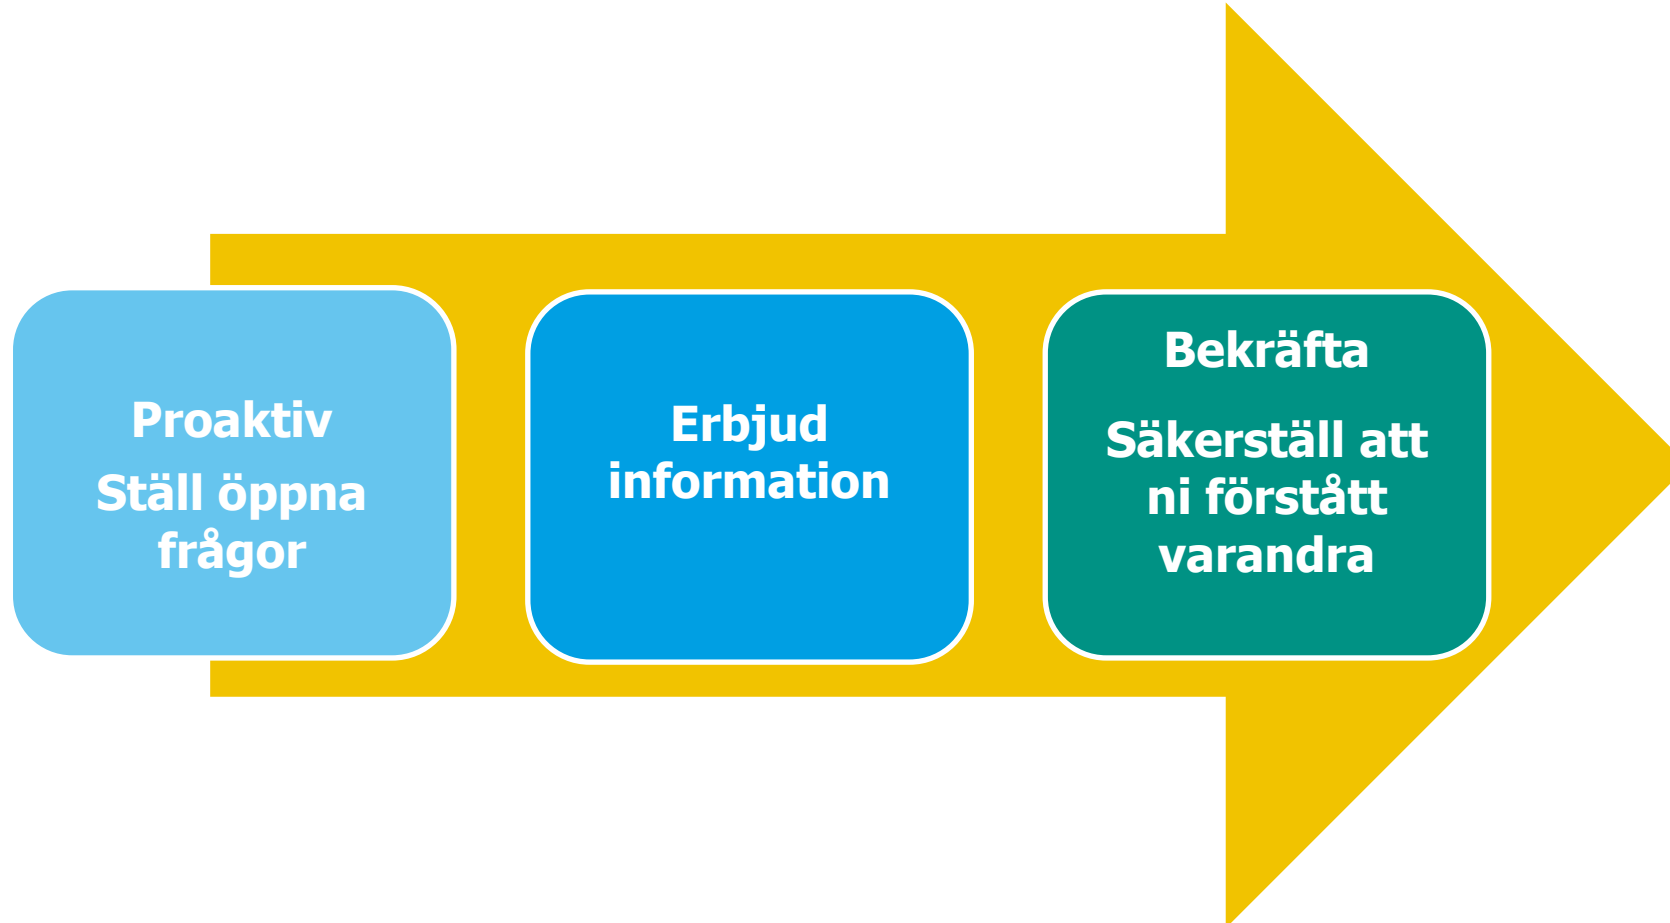 Proaktiv
Ställ öppna
frågor
Erbjud
information
Bekräfta
Säkerställ att
ni förstått
varandra